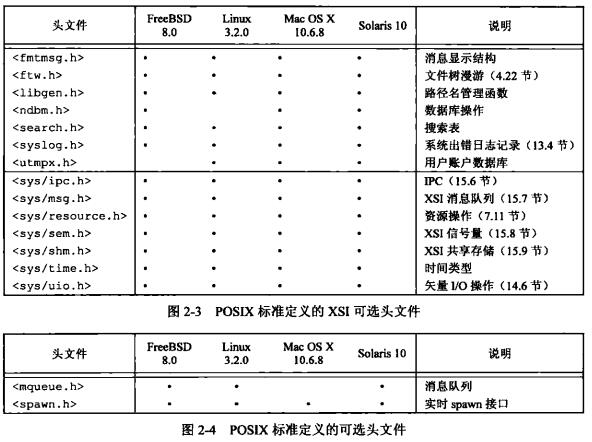 头文件 FreeBSD 8.0 Linux 3.2.0 Mac OS X 10.6.8 Solaris 10 说明
<fmtmsg.h> • • • • 消息显示结构
<ftw.h> • • • • 文件树漫游（4.22 节）
<libgen.h> • • • • 路径名管理函数
<ndbm.h> • • • 数据库操作
<search.h> • • • • 搜索表
<syslog.h> • • • • 系统出错日志记录（13.4 节）
<utmpx.h> • • • 用户账户数据库
<sys/ipc.h> • • • • IPC（15.6 节）
<sys/msg.h> • • • • XSI 消息队列（15.7 节）
<sys/resource.h> • • • • 资源操作（7.11 节）
<sys/sem.h> • • • • XSI 信号量（15.8 节）
<sys/shm.h> • • • • XSI 共享存储（15.9 节）
<sys/time.h> • • • • 时间类型
<sys/uio.h> • • • • 矢量 I/O 操作（14.6 节）
图 2-3 POSIX 标准定义的 XSI 可选头文件
头文件 FreeBSD 8.0 Linux 3.2.0 Mac OS X 10.6.8 Solaris 10 说明
<mqueue.h> • • • 消息队列
<spawn.h> • • • • 实时 spawn 接口
图 2-4 POSIX 标准定义的可选头文件